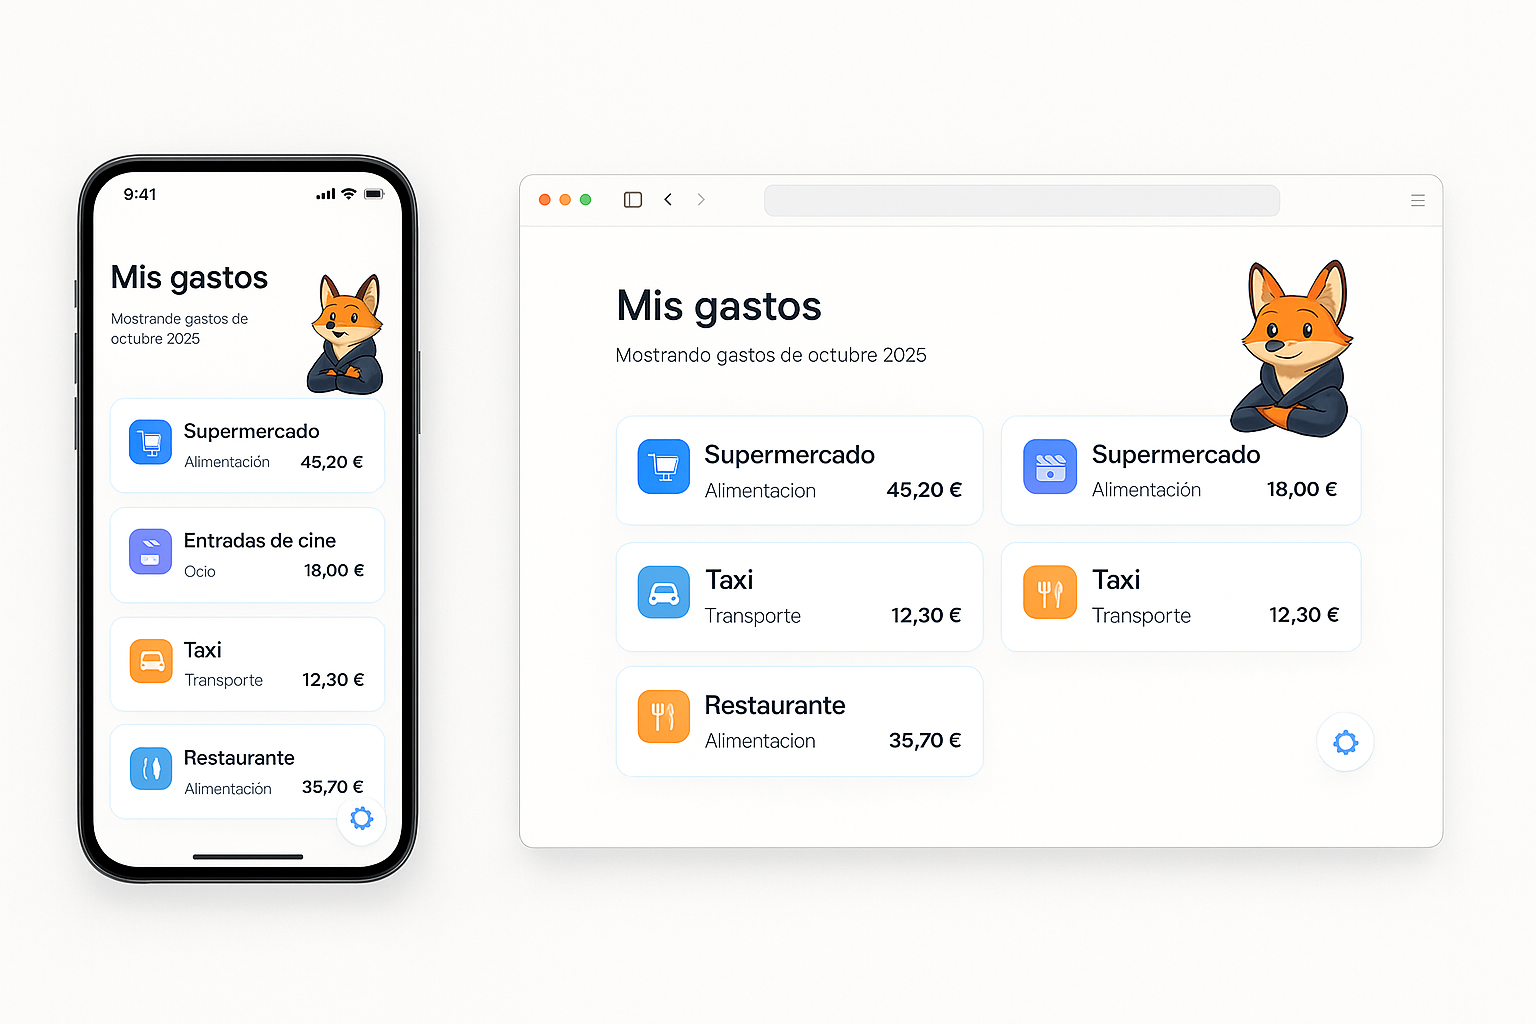 9:41
Mis gastos
Mostrande gastos de
octubre 2025
Supermercado
Alimentación 45,20 €
Entradas de cine
Ocio 18,00 €
Taxi
Transporte 12,30 €
Restaurante
Alimentación 35,70 €
Mis gastos
Mostrando gastos de octubre 2025
Supermercado
Alimentacion 45,20 €
Supermercado
Alimentación 18,00 €
Taxi
Transporte 12,30 €
Taxi
Transporte 12,30 €
Restaurante
Alimentacion 35,70 €